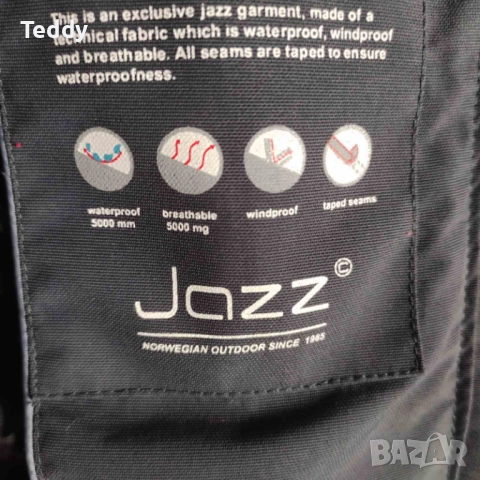 This is an exclusive jazz garment, made of a
Teddy
technical fabric which is waterproof, windproof
and breathable. All seams are taped to ensure
waterproofness.
waterproof
5000 mm
breathable
5000 mg
windproof
taped seams
Jazz©
NORWEGIAN OUTDOOR SINCE 1985
BAZAR